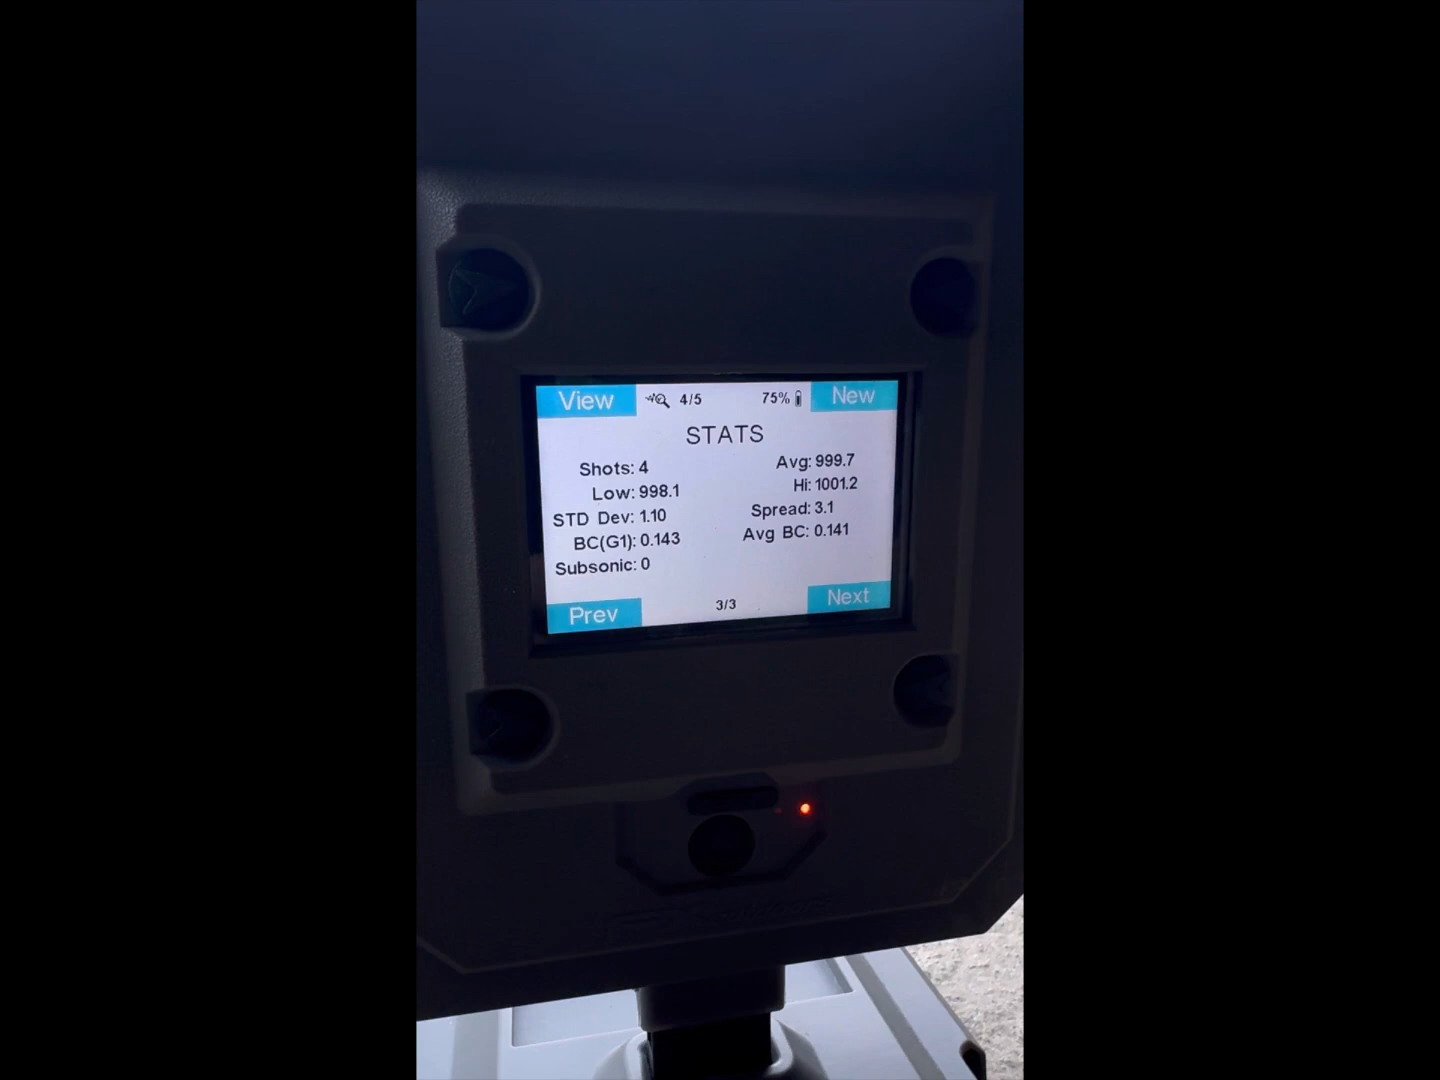 View 4/5 75% New
STATS
Shots: 4 Avg: 999.7
Low: 998.1 Hi: 1001.2
STD Dev: 1.10 Spread: 3.1
BC(G1): 0.143 Avg BC: 0.141
Subsonic: 0
Prev 3/3 Next